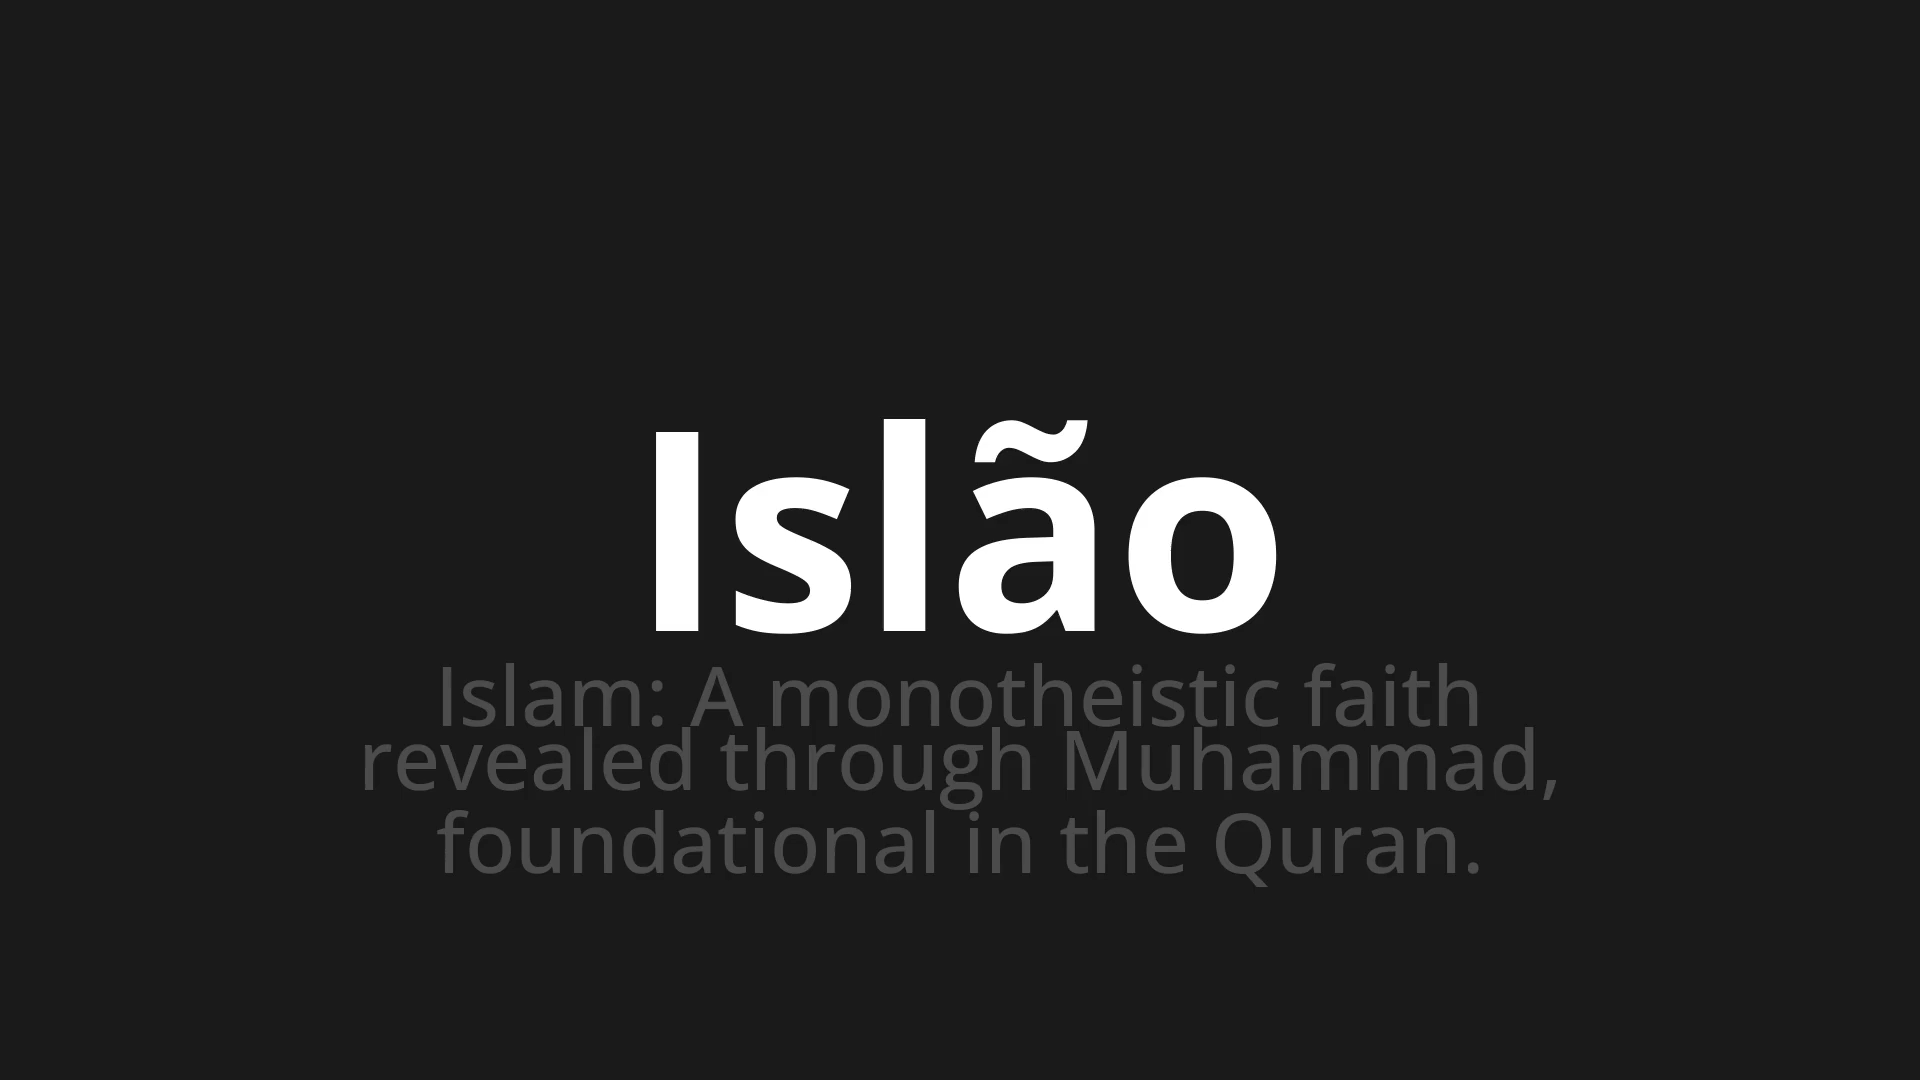 Islão
Islam: A monotheistic faith
revealed through Muhammad,
foundational in the Quran.